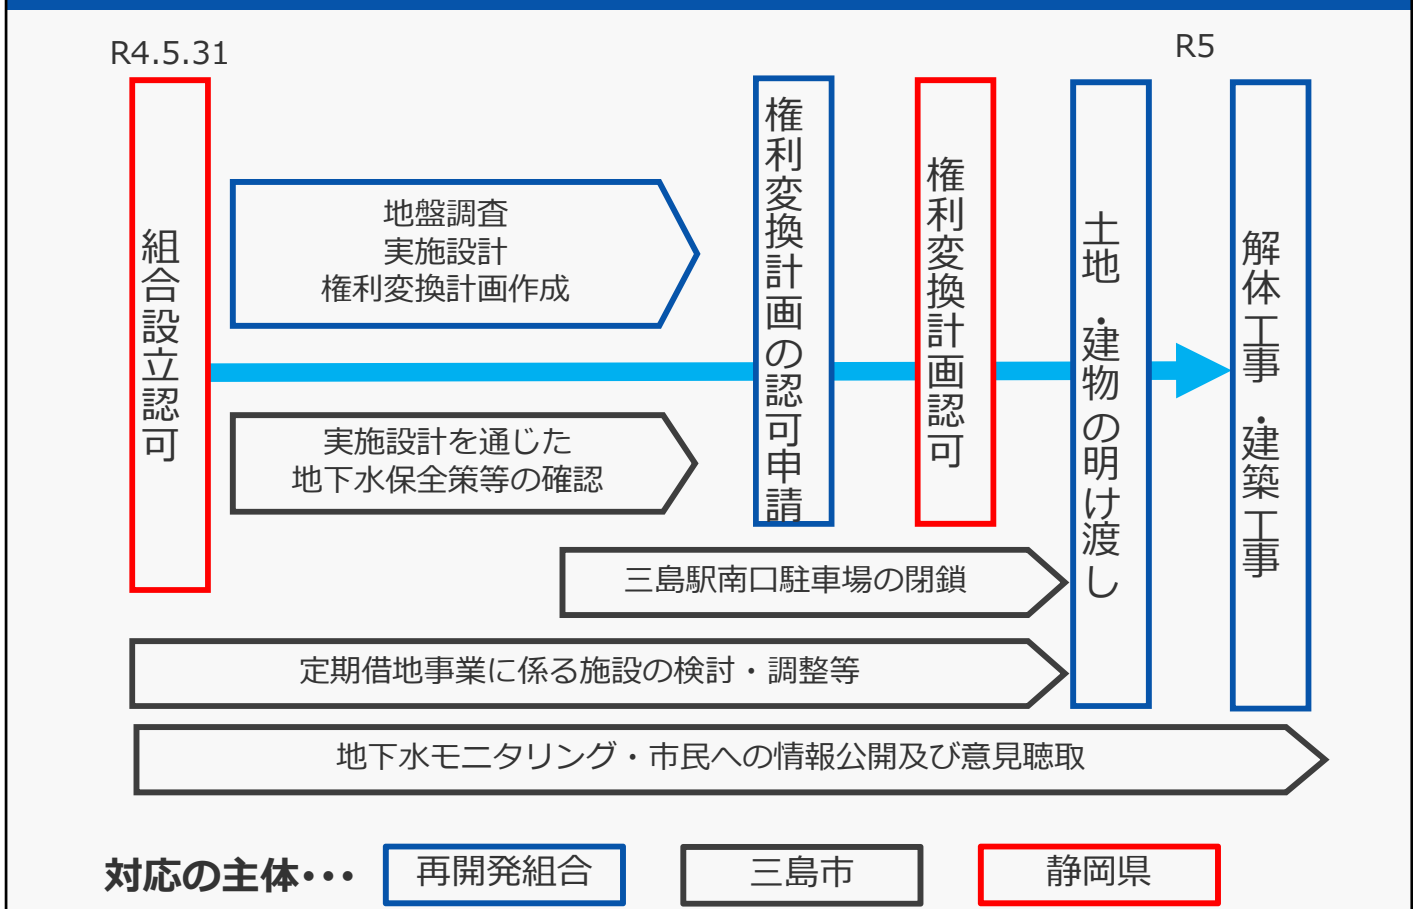 R4.5.31
R5
組合設立認可
地盤調査
実施設計
権利変換計画作成
実施設計を通じた
地下水保全策等の確認
権利変換計画の認可申請
権利変換計画認可
土地・建物の明け渡し
解体工事・建築工事
三島駅南口駐車場の閉鎖
定期借地事業に係る施設の検討・調整等
地下水モニタリング・市民への情報公開及び意見聴取
対応の主体･･･
再開発組合
三島市
静岡県